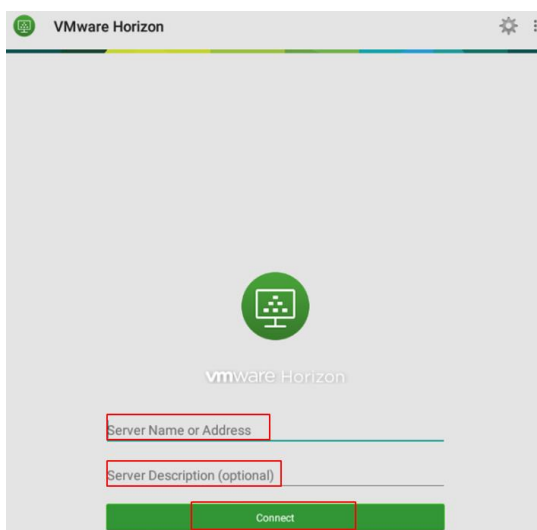 VMware Horizon
vmware Horizon
Server Name or Address
Server Description (optional)
Connect